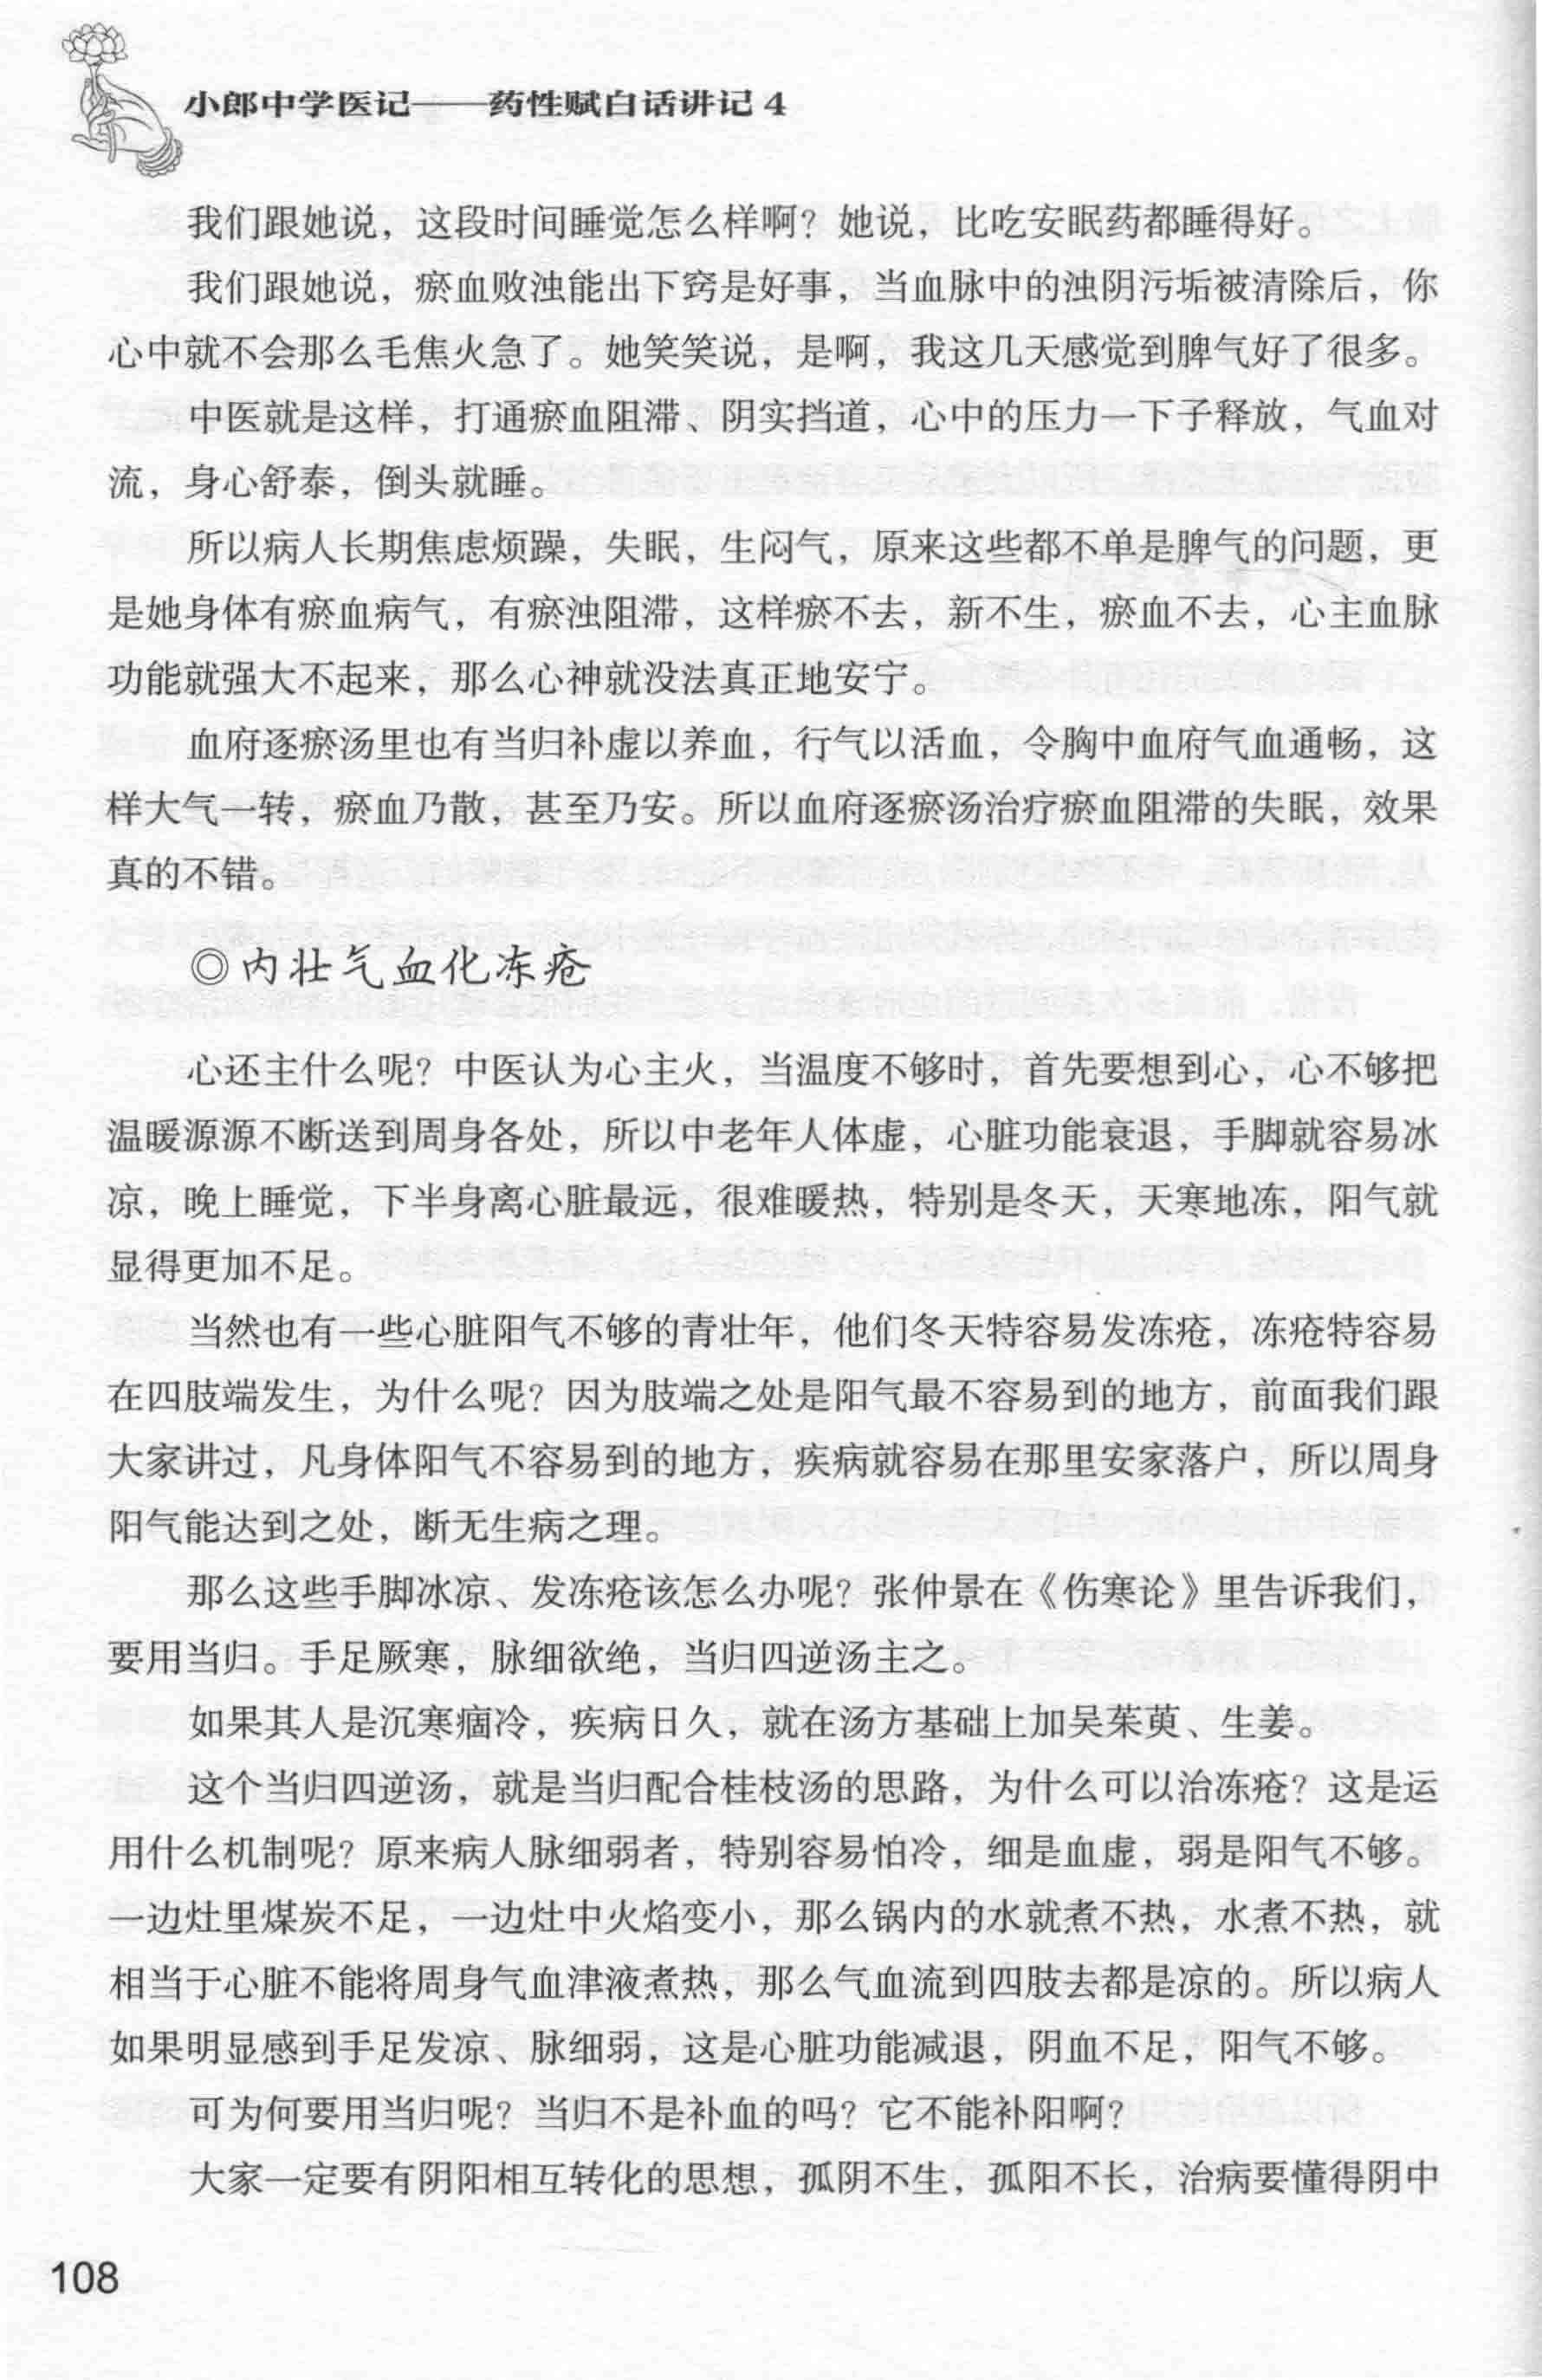 小郎中学医记——药性赋白话讲记4
我们跟她说，这段时间睡觉怎么样啊？她说，比吃安眠药都睡得好。
我们跟她说，瘀血败浊能出下窍是好事，当血脉中的浊阴污垢被清除后，你
心中就不会那么毛焦火急了。她笑笑说，是啊，我这几天感觉到脾气好了很多。
中医就是这样，打通瘀血阻滞、阴实挡道，心中的压力一下子释放，气血对
流，身心舒泰，倒头就睡。
所以病人长期焦虑烦躁，失眠，生闷气，原来这些都不单是脾气的问题，更
是她身体有瘀血病气，有瘀浊阻滞，这样瘀不去，新不生，瘀血不去，心主血脉
功能就强大不起来，那么心神就没法真正地安宁。
血府逐瘀汤里也有当归补虚以养血，行气以活血，令胸中血府气血通畅，这
样大气一转，瘀血乃散，甚至乃安。所以血府逐瘀汤治疗瘀血阻滞的失眠，效果
真的不错。
◎内壮气血化冻疮
心还主什么呢？中医认为心主火，当温度不够时，首先要想到心，心不够把
温暖源源不断送到周身各处，所以中老年人体虚，心脏功能衰退，手脚就容易冰
凉，晚上睡觉，下半身离心脏最远，很难暖热，特别是冬天，天寒地冻，阳气就
显得更加不足。
当然也有一些心脏阳气不够的青壮年，他们冬天特容易发冻疮，冻疮特容易
在四肢端发生，为什么呢？因为肢端之处是阳气最不容易到的地方，前面我们跟
大家讲过，凡身体阳气不容易到的地方，疾病就容易在那里安家落户，所以周身
阳气能达到之处，断无生病之理。
那么这些手脚冰凉、发冻疮该怎么办呢？张仲景在《伤寒论》里告诉我们，
要用当归。手足厥寒，脉细欲绝，当归四逆汤主之。
如果其人是沉寒痼冷，疾病日久，就在汤方基础上加吴茱萸、生姜。
这个当归四逆汤，就是当归配合桂枝汤的思路，为什么可以治冻疮？这是运
用什么机制呢？原来病人脉细弱者，特别容易怕冷，细是血虚，弱是阳气不够。
一边灶里煤炭不足，一边灶中火焰变小，那么锅内的水就煮不热，水煮不热，就
相当于心脏不能将周身气血津液煮热，那么气血流到四肢去都是凉的。所以病人
如果明显感到手足发凉、脉细弱，这是心脏功能减退，阴血不足，阳气不够。
可为何要用当归呢？当归不是补血的吗？它不能补阳啊？
大家一定要有阴阳相互转化的思想，孤阴不生，孤阳不长，治病要懂得阴中
108